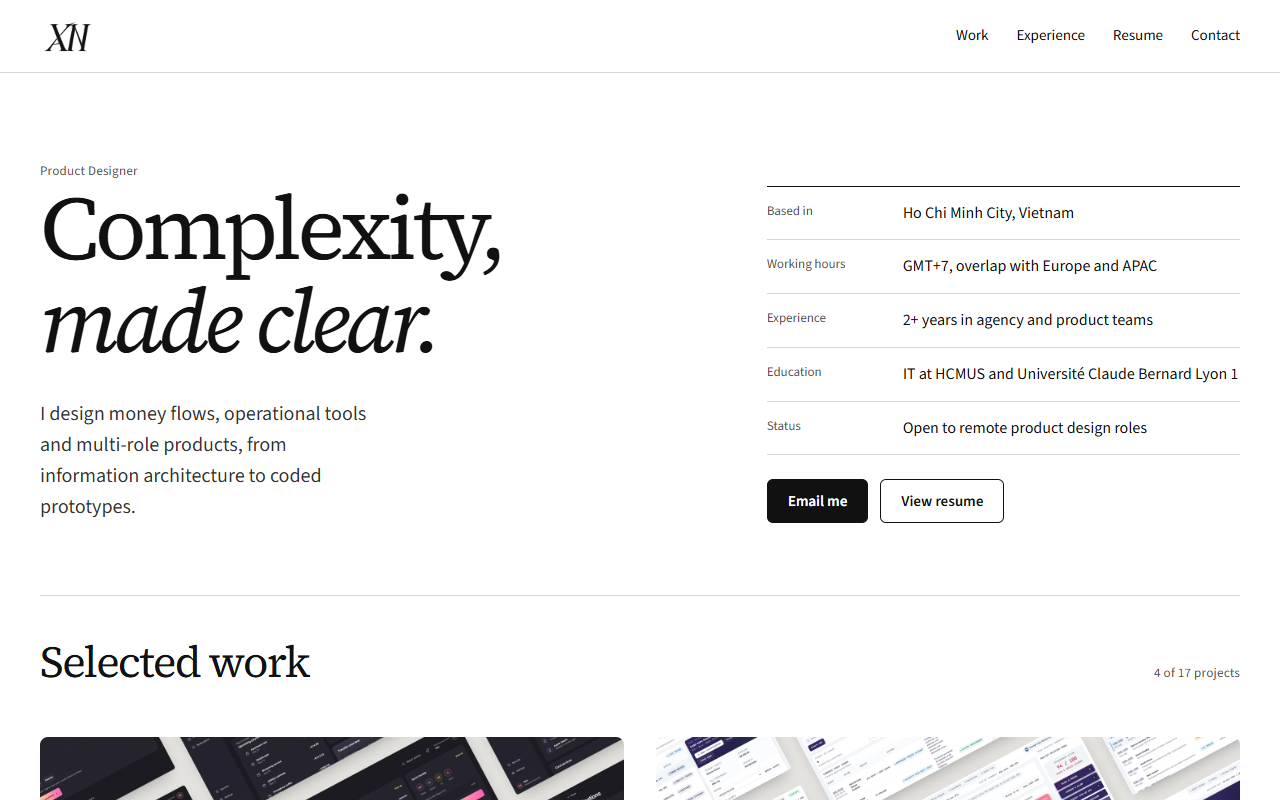 XN
Work Experience Resume Contact
Product Designer
Complexity,
made clear.
I design money flows, operational tools
and multi-role products, from
information architecture to coded
prototypes.
Based in Ho Chi Minh City, Vietnam
Working hours GMT+7, overlap with Europe and APAC
Experience 2+ years in agency and product teams
Education IT at HCMUS and Université Claude Bernard Lyon 1
Status Open to remote product design roles
Email me View resume
Selected work
4 of 17 projects